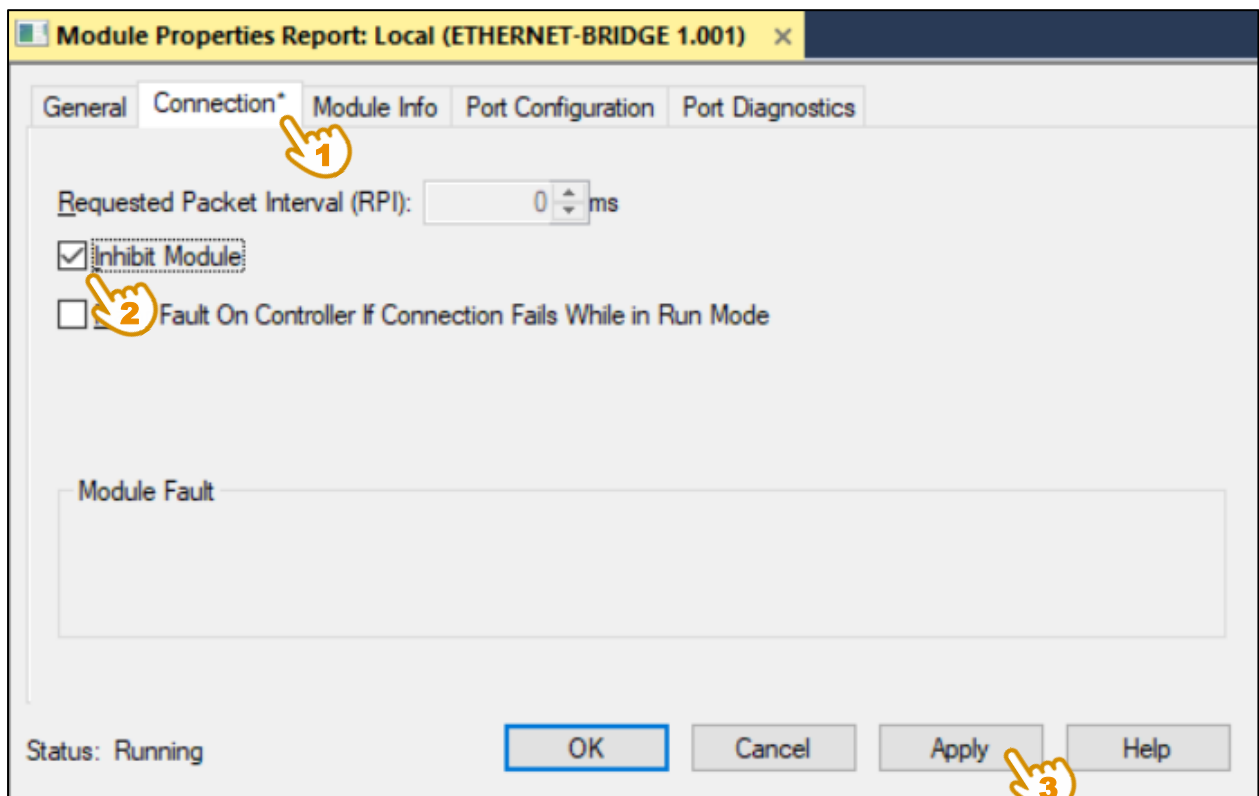 Module Properties Report: Local (ETHERNET-BRIDGE 1.001) ×
General Connection* Module Info Port Configuration Port Diagnostics
1
Requested Packet Interval (RPI): 0 ms
Inhibit Module
2
Fault On Controller If Connection Fails While in Run Mode
Module Fault
Status: Running OK Cancel Apply Help
3